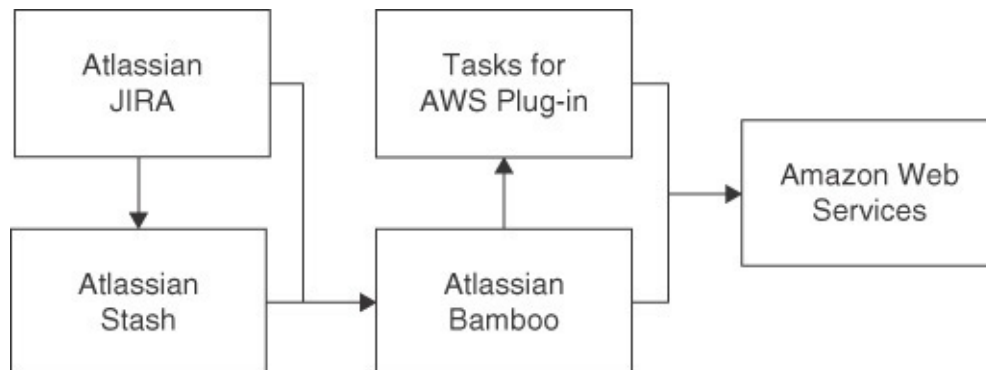 Atlassian
JIRA
Tasks for
AWS Plug-in
Amazon Web
Services
Atlassian
Stash
Atlassian
Bamboo